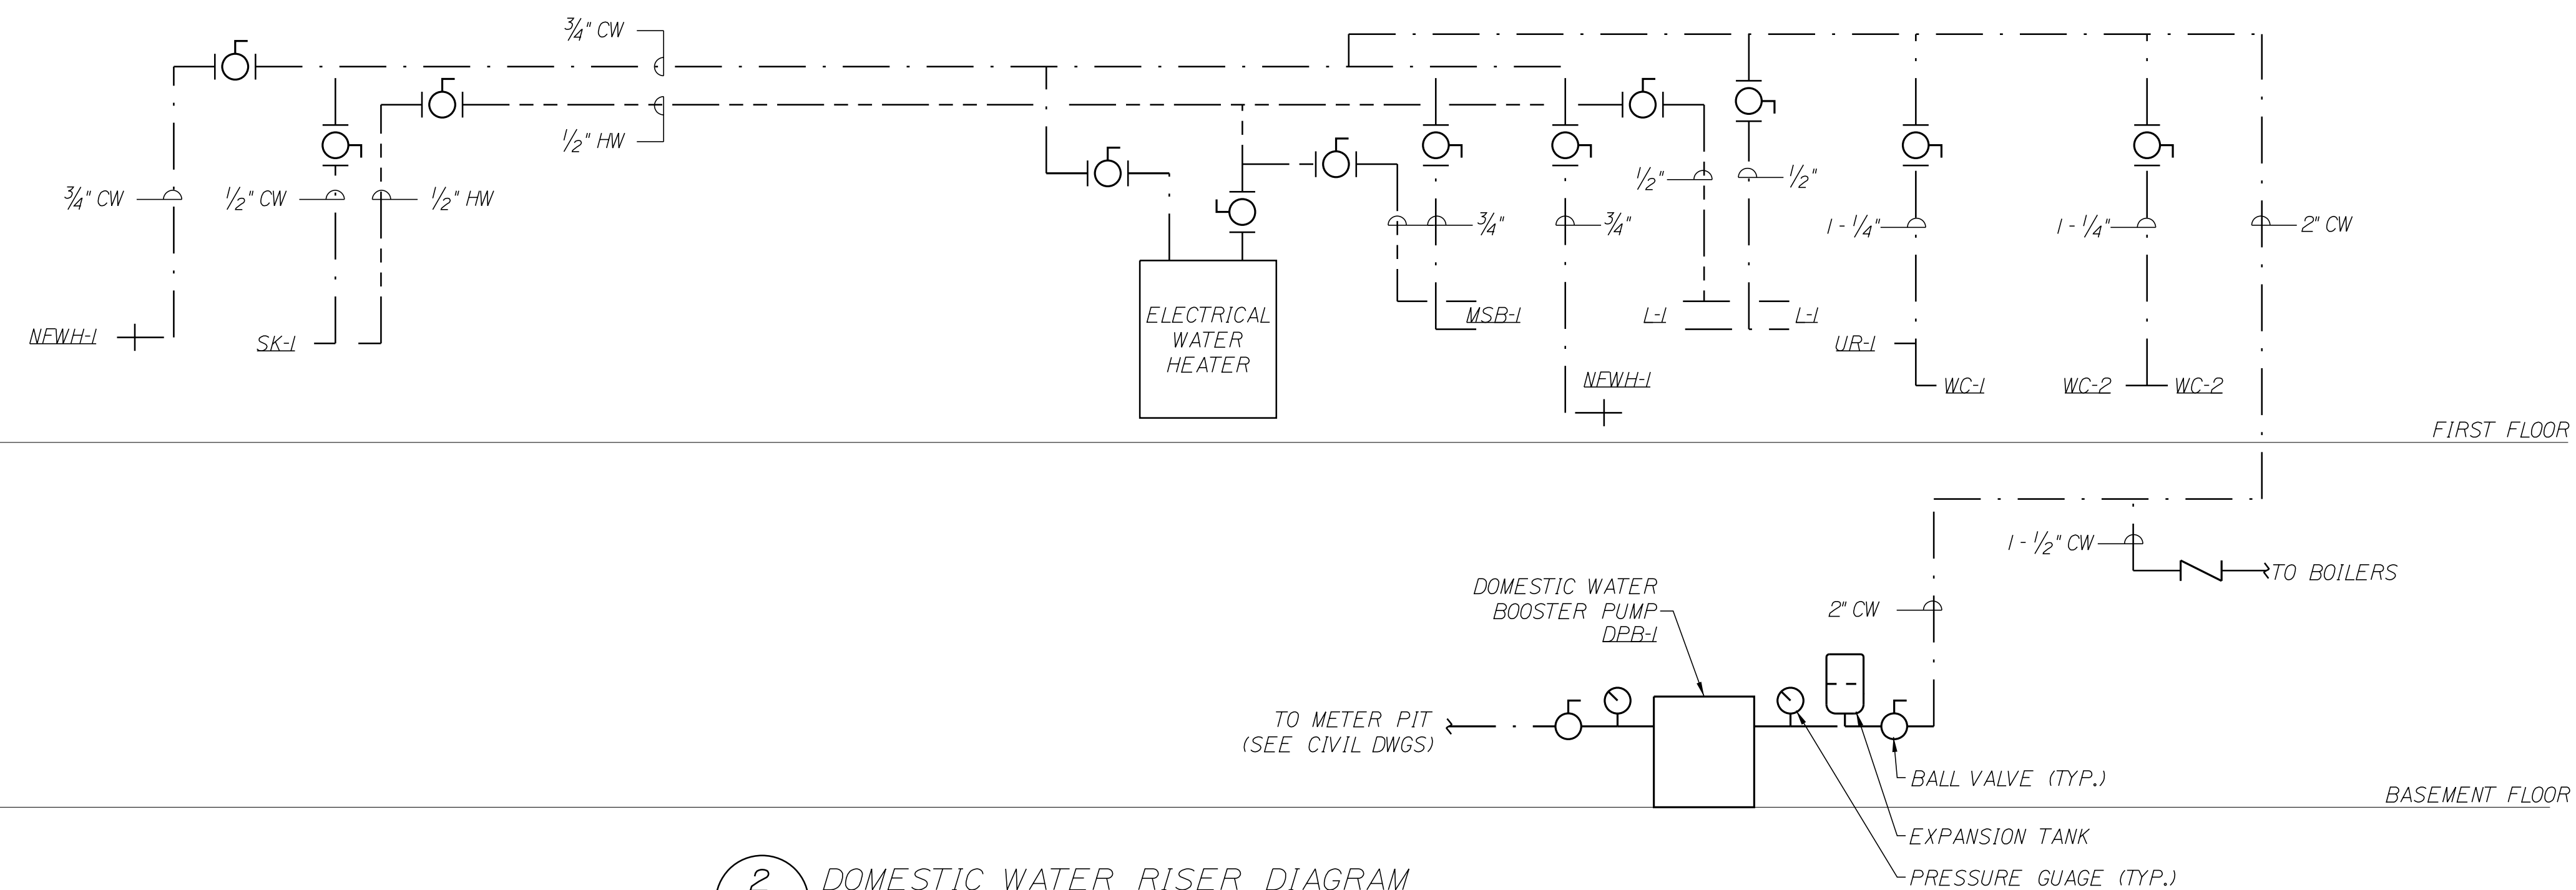 3/4" CW
1/2" HW
3/4" CW
1/2" CW
1/2" HW
3/4"
3/4"
1/2"
1/2"
1 - 1/4"
1 - 1/4"
2" CW
NFWH-1
SK-1
ELECTRICAL
WATER
HEATER
MSB-1
L-1
L-1
UR-1
NFWH-1
WC-1
WC-2
WC-2
FIRST FLOOR
1 - 1/2" CW
TO BOILERS
DOMESTIC WATER
BOOSTER PUMP
DPB-1
2" CW
TO METER PIT
(SEE CIVIL DWGS)
BALL VALVE (TYP.)
BASEMENT FLOOR
EXPANSION TANK
PRESSURE GUAGE (TYP.)
2
DOMESTIC WATER RISER DIAGRAM